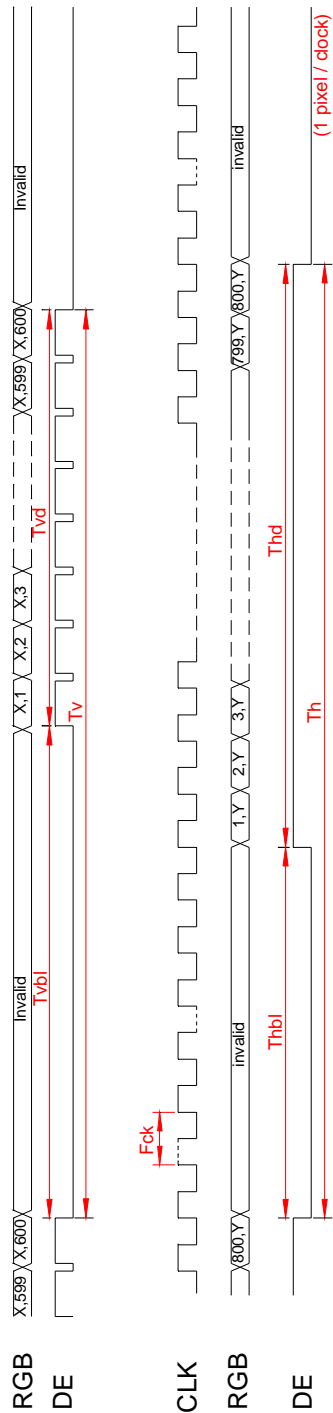 RGB X,599 X,600 Invalid X,1 X,2 X,3 X,599 X,600 Invalid
DE
Tvbl Tvd
Tv
CLK
Fck
RGB 800,Y invalid 1,Y 2,Y 3,Y 799,Y 800,Y invalid
DE
Thbl Thd
Th
(1 pixel / clock)